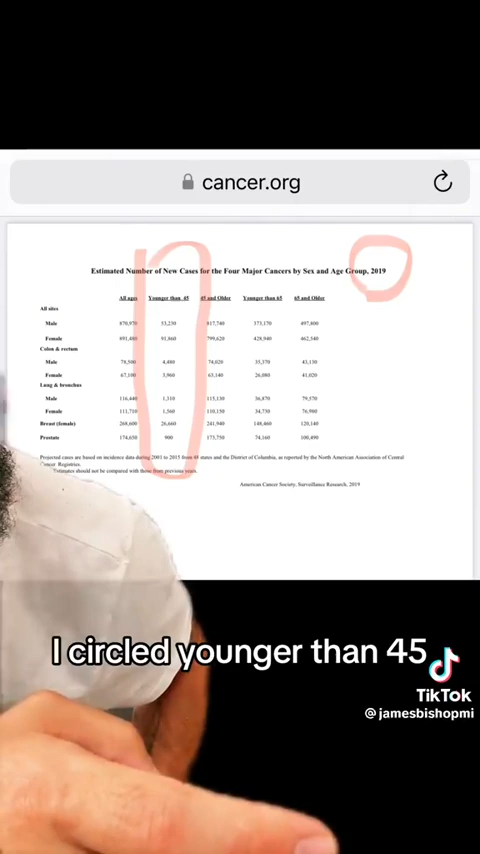 cancer.org
Estimated Number of New Cases for the Four Major Cancers by Sex and Age Group, 2019
All ages Younger than 45 45 and Older Younger than 65 65 and Older
All sites
Male 870,970 53,230 817,740 373,170 497,800
Female 891,480 91,860 799,620 428,940 462,540
Colon & rectum
Male 78,500 4,480 74,020 35,370 43,130
Female 67,100 3,960 63,140 26,080 41,020
Lung & bronchus
Male 116,440 1,310 115,130 36,870 79,570
Female 111,710 1,560 110,150 34,730 76,980
Breast (female) 268,600 26,660 241,940 148,460 120,140
Prostate 174,650 900 173,750 74,160 100,490
Projected cases are based on incidence data during 2001 to 2015 from 48 states and the District of Columbia, as reported by the North American Association of Central
Cancer Registries.
Estimates should not be compared with those from previous years.
American Cancer Society, Surveillance Research, 2019
I circled younger than 45
TikTok
@jamesbishopmi